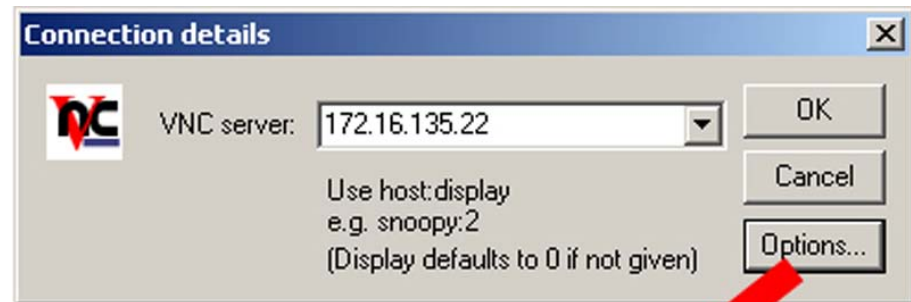 Connection details
VNC
VNC server:
172.16.135.22
OK
Use host:display
Cancel
e.g. snoopy:2
(Display defaults to 0 if not given)
Options...